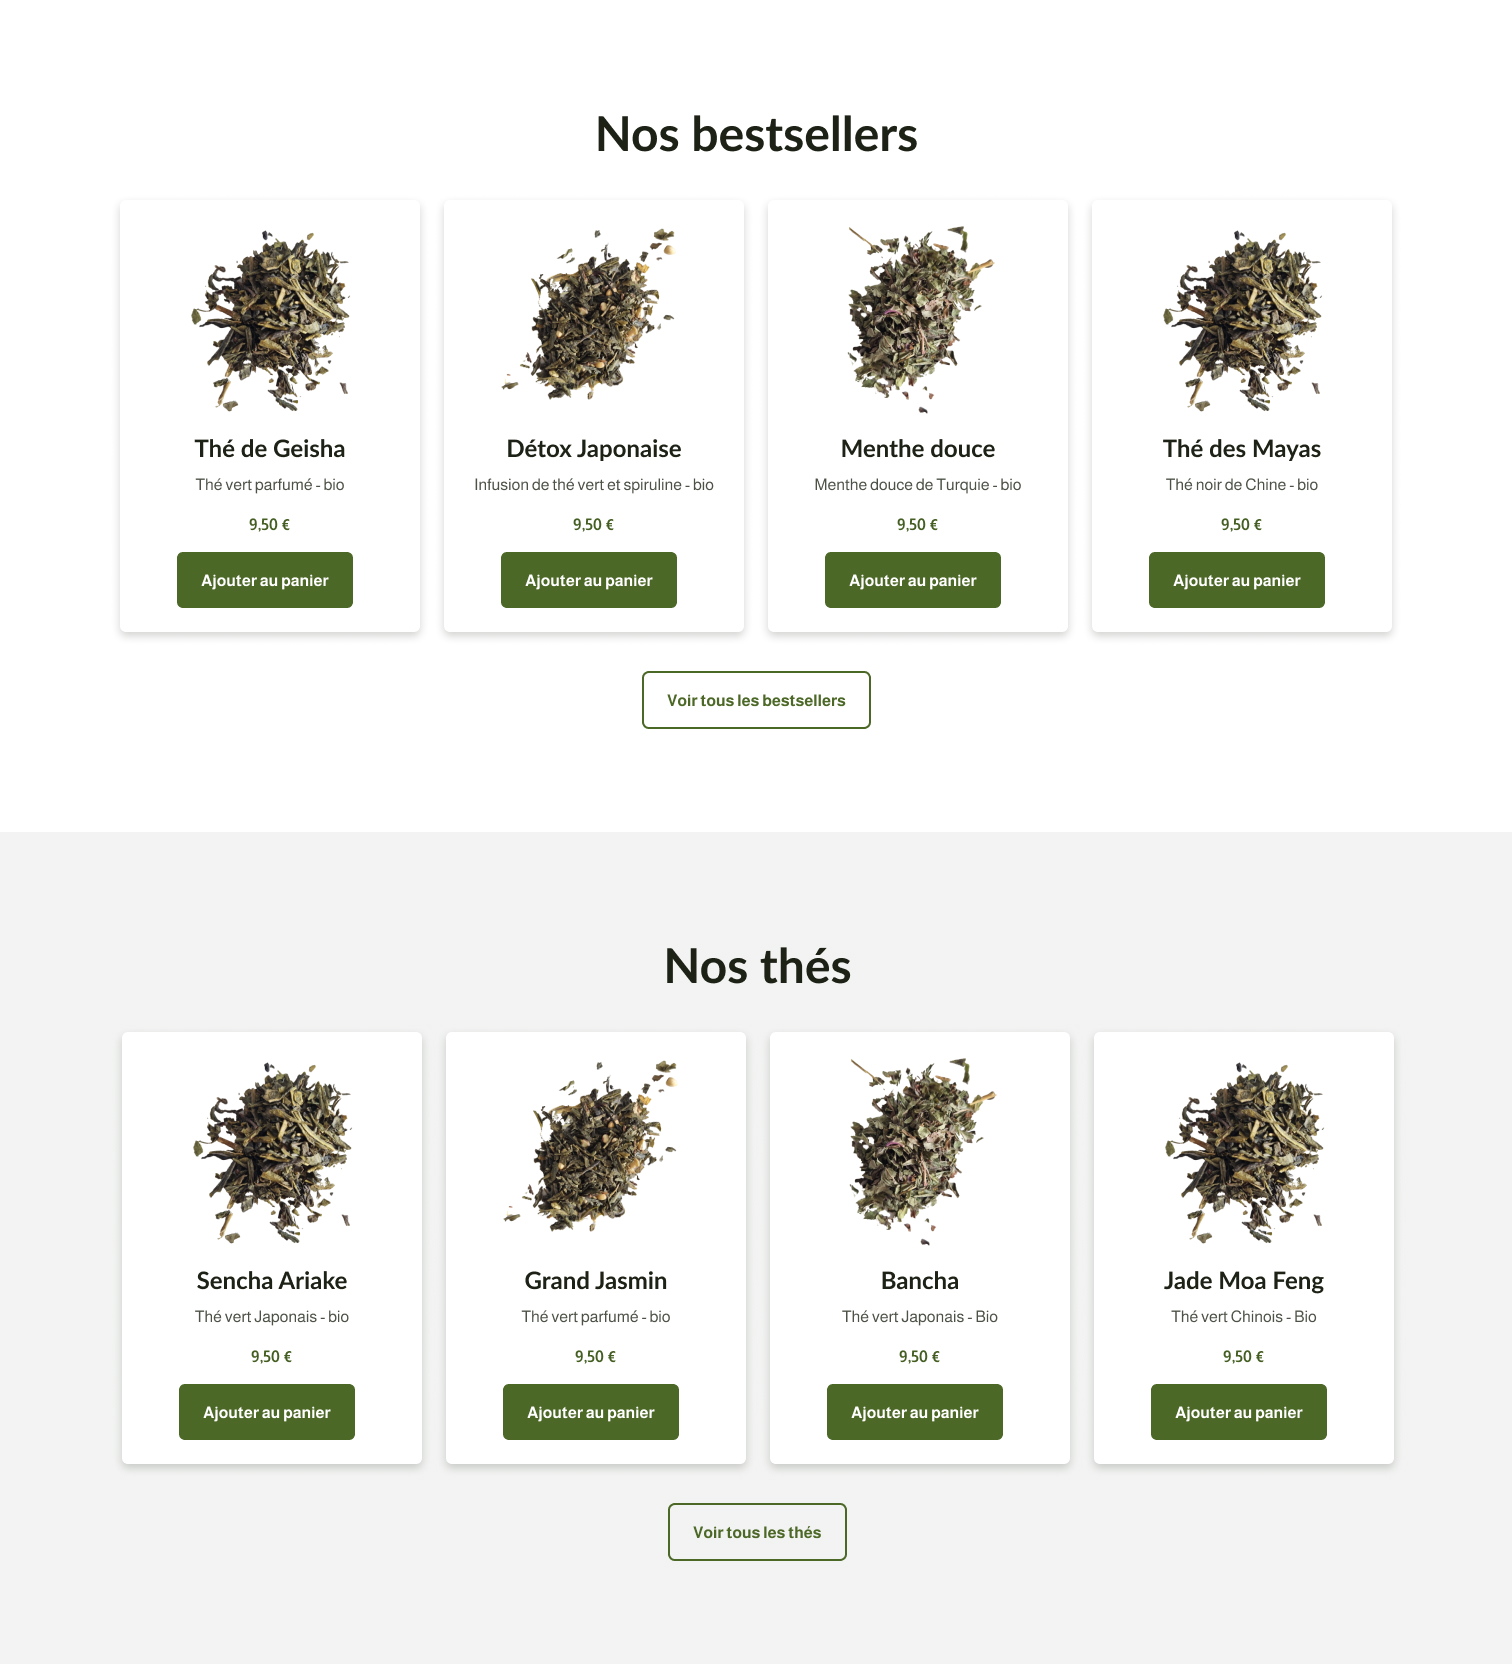 Nos bestsellers
Thé de Geisha
Thé vert parfumé - bio
9,50 €
Ajouter au panier
Détox Japonaise
Infusion de thé vert et spiruline - bio
9,50 €
Ajouter au panier
Menthe douce
Menthe douce de Turquie - bio
9,50 €
Ajouter au panier
Thé des Mayas
Thé noir de Chine - bio
9,50 €
Ajouter au panier
Voir tous les bestsellers
Nos thés
Sencha Ariake
Thé vert Japonais - bio
9,50 €
Ajouter au panier
Grand Jasmin
Thé vert parfumé - bio
9,50 €
Ajouter au panier
Bancha
Thé vert Japonais - Bio
9,50 €
Ajouter au panier
Jade Moa Feng
Thé vert Chinois - Bio
9,50 €
Ajouter au panier
Voir tous les thés